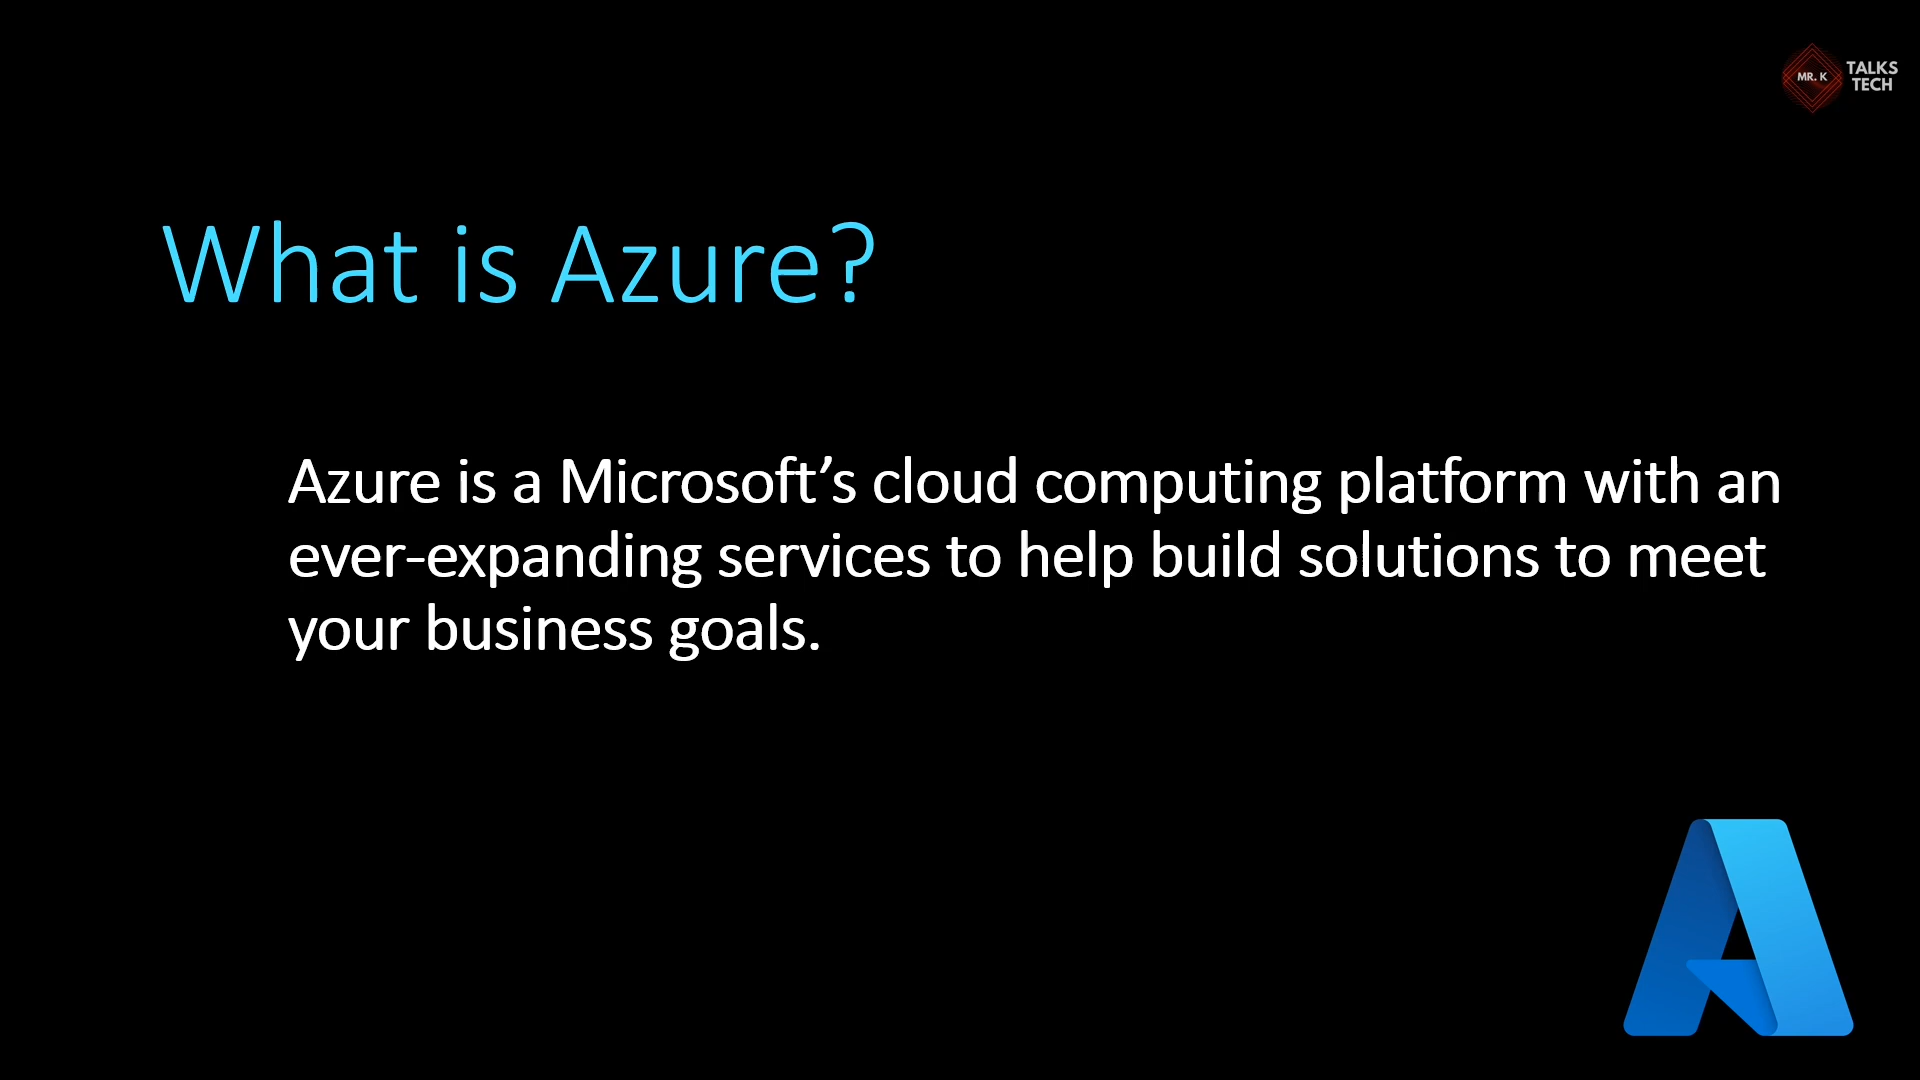 MR. K
TALKS
TECH
What is Azure?
Azure is a Microsoft’s cloud computing platform with an
ever-expanding services to help build solutions to meet
your business goals.